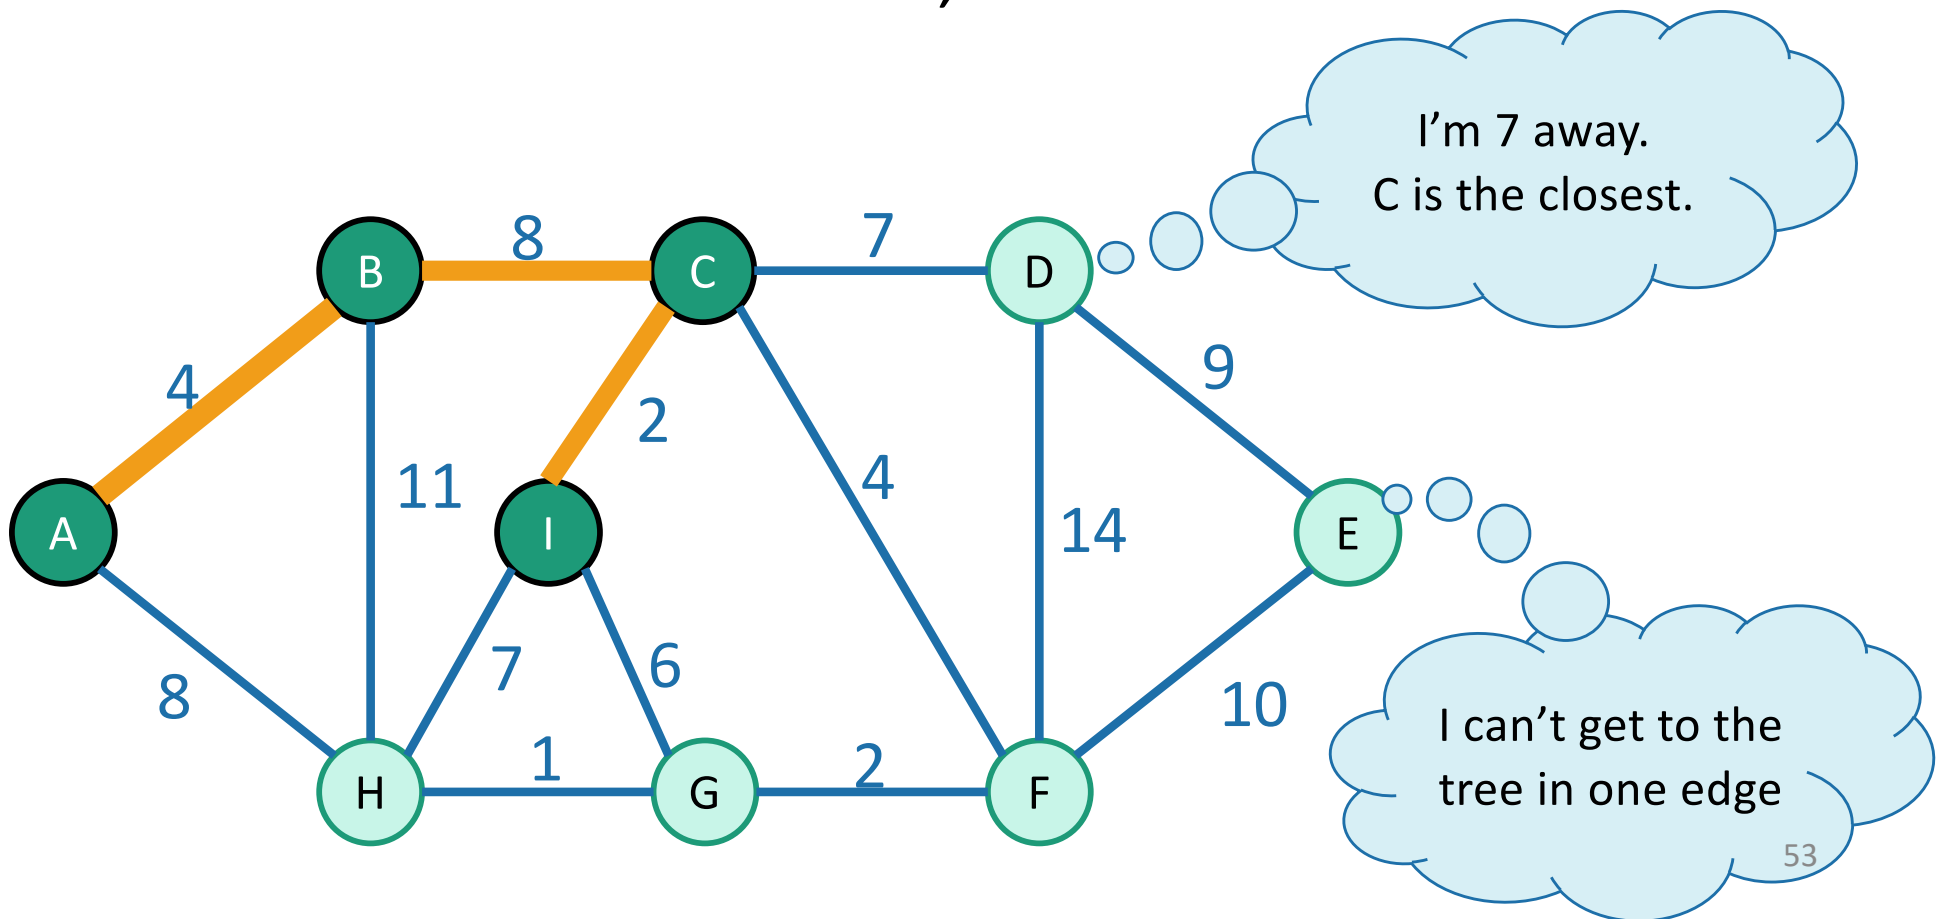 I’m 7 away.
C is the closest.
B
8
C
7
D
9
4
2
11
4
14
A
I
E
8
7
6
10
H
1
G
2
F
I can’t get to the
tree in one edge
53